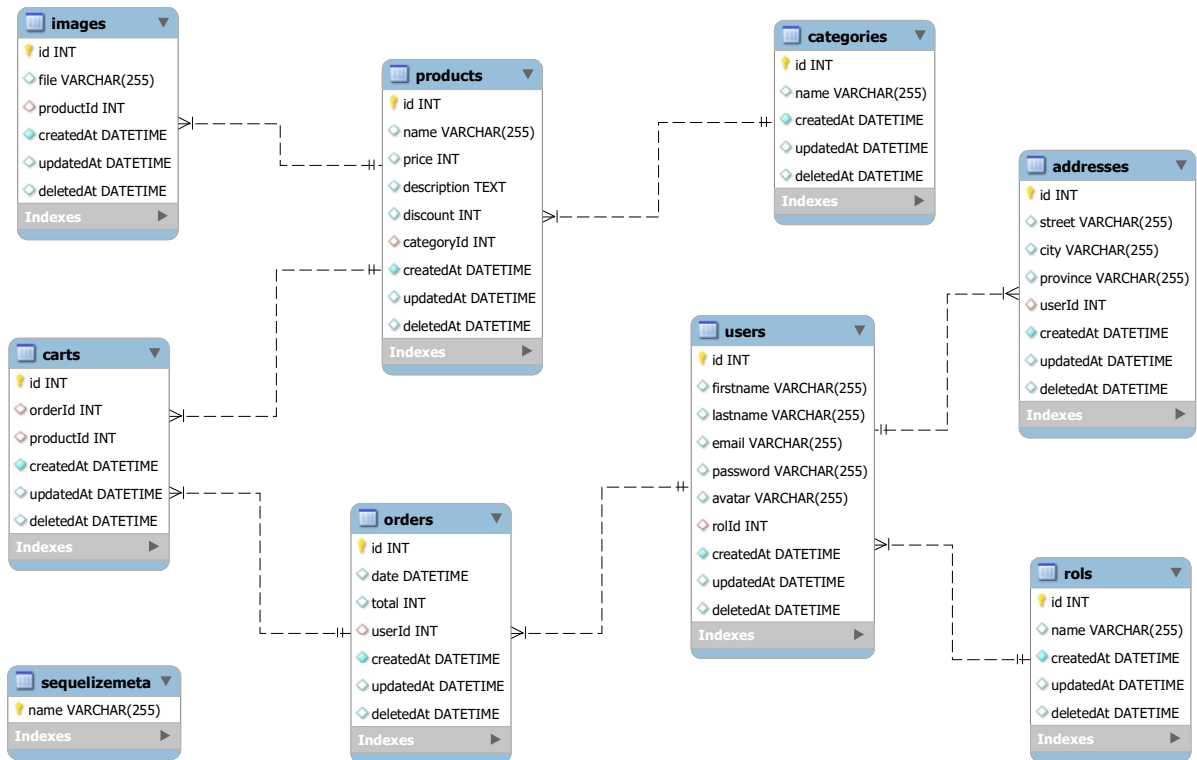 images
id INT
file VARCHAR(255)
productId INT
createdAt DATETIME
updatedAt DATETIME
deletedAt DATETIME
Indexes
products
id INT
name VARCHAR(255)
price INT
description TEXT
discount INT
categoryId INT
createdAt DATETIME
updatedAt DATETIME
deletedAt DATETIME
Indexes
categories
id INT
name VARCHAR(255)
createdAt DATETIME
updatedAt DATETIME
deletedAt DATETIME
Indexes
addresses
id INT
street VARCHAR(255)
city VARCHAR(255)
province VARCHAR(255)
userId INT
createdAt DATETIME
updatedAt DATETIME
deletedAt DATETIME
Indexes
carts
id INT
orderId INT
productId INT
createdAt DATETIME
updatedAt DATETIME
deletedAt DATETIME
Indexes
users
id INT
firstname VARCHAR(255)
lastname VARCHAR(255)
email VARCHAR(255)
password VARCHAR(255)
avatar VARCHAR(255)
rolId INT
createdAt DATETIME
updatedAt DATETIME
deletedAt DATETIME
Indexes
orders
id INT
date DATETIME
total INT
userId INT
createdAt DATETIME
updatedAt DATETIME
deletedAt DATETIME
Indexes
rols
id INT
name VARCHAR(255)
createdAt DATETIME
updatedAt DATETIME
deletedAt DATETIME
Indexes
sequelizemeta
name VARCHAR(255)
Indexes